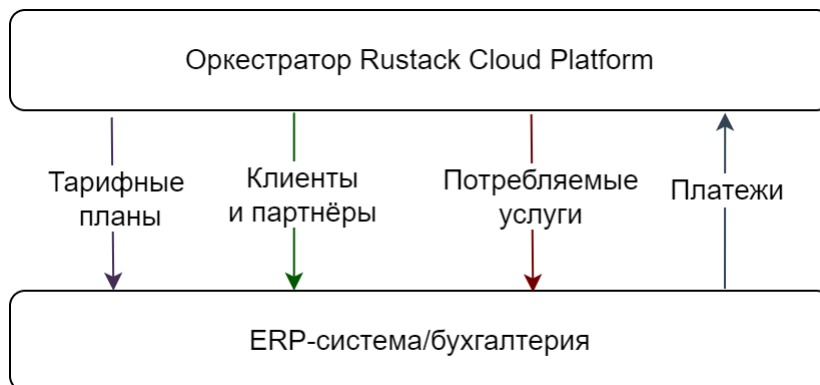 Оркестратор Rustack Cloud Platform
Тарифные
планы
Клиенты
и партнёры
Потребляемые
услуги
Платежи
ERP-система/бухгалтерия